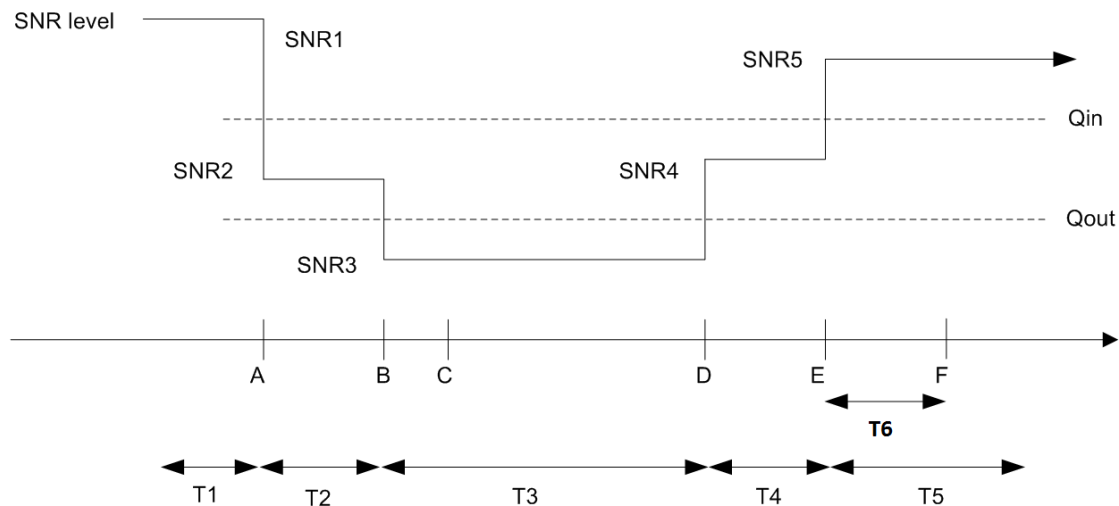 SNR level
SNR1
SNR5
Qin
SNR2
SNR4
Qout
SNR3
A B C D E F
T6
T1 T2 T3 T4 T5